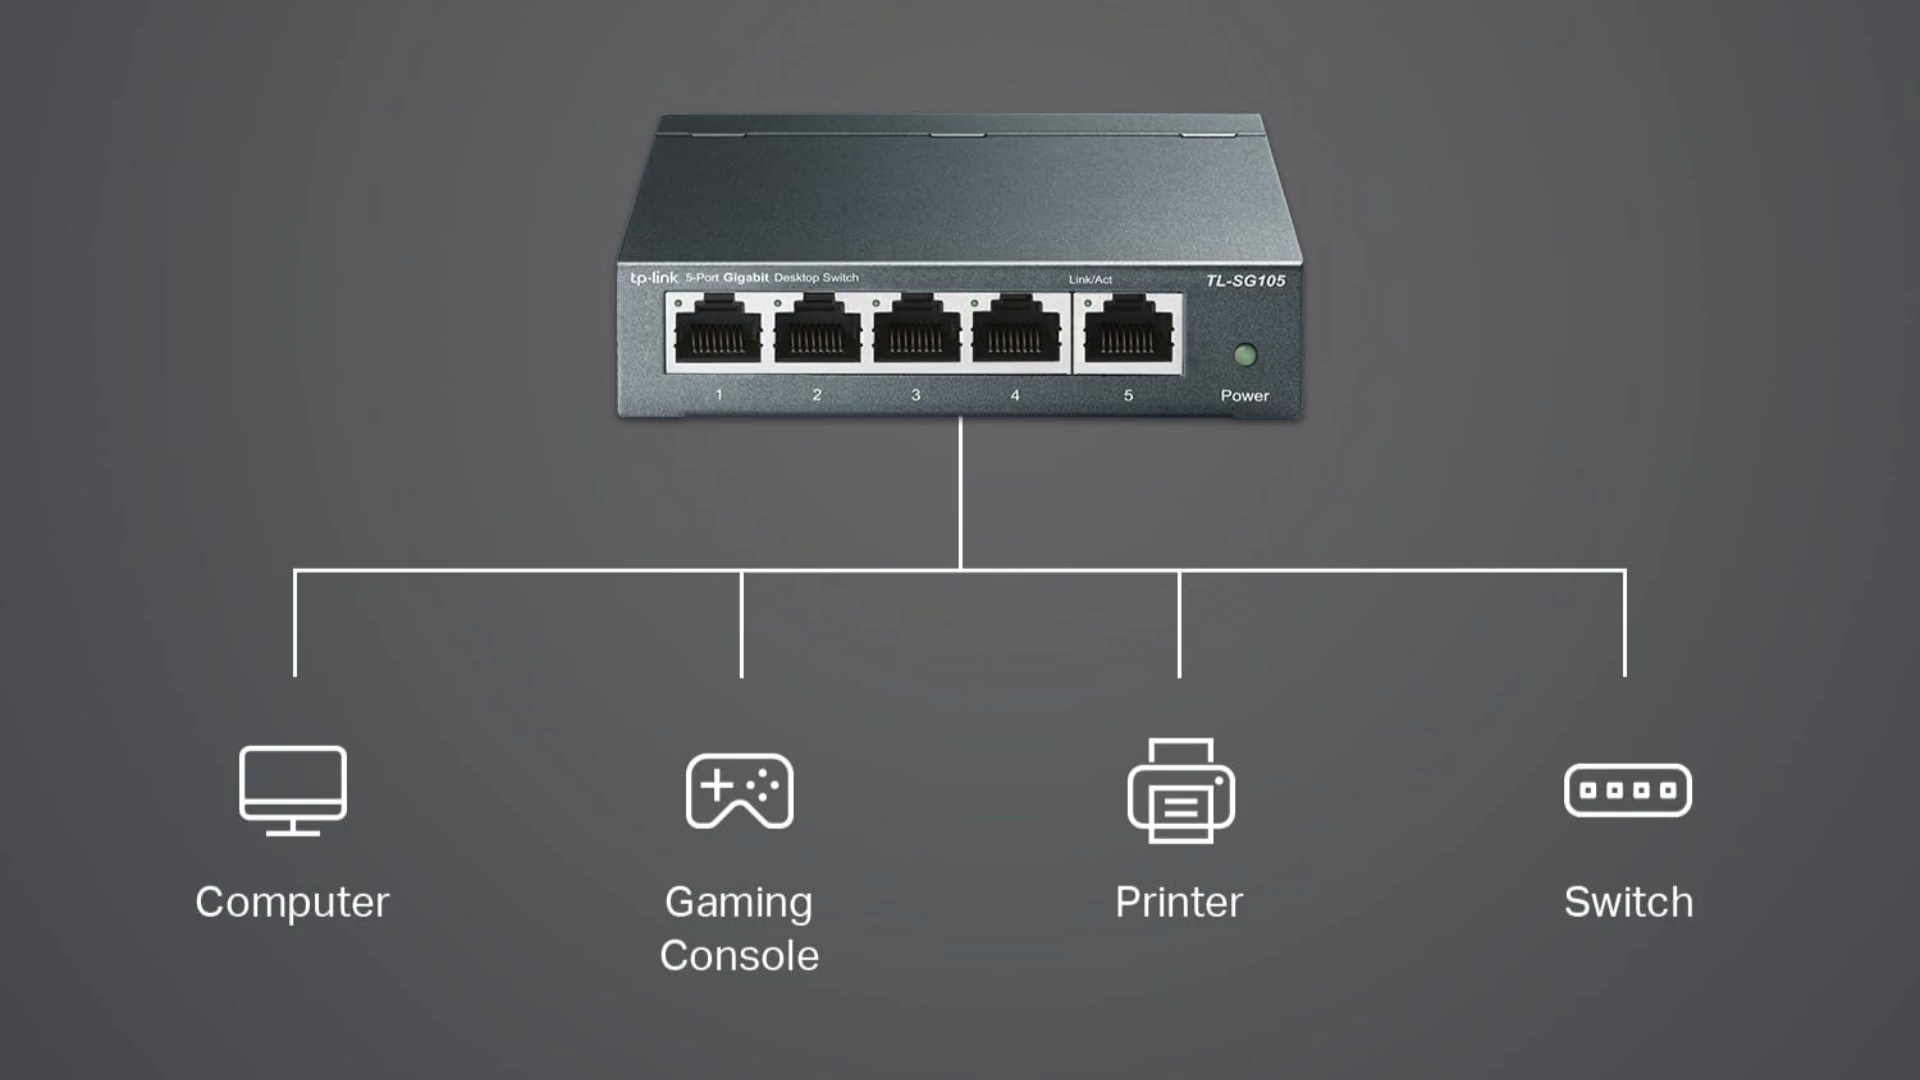 tp-link 5-Port Gigabit Desktop Switch Link/Act TL-SG105
1 2 3 4 5 Power
Computer Gaming Printer Switch
Console